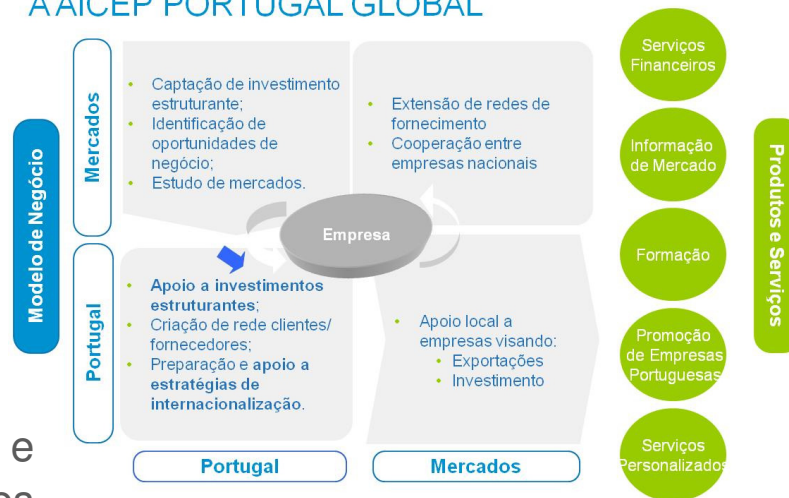 A AICEP PORTUGAL GLOBAL
Modelo de Negócio
Mercados
• Captação de investimento
estruturante;
• Identificação de
oportunidades de
negócio;
• Estudo de mercados.
• Extensão de redes de
fornecimento
• Cooperação entre
empresas nacionais
Empresa
Portugal
• Apoio a investimentos
estruturantes;
• Criação de rede clientes/
fornecedores;
• Preparação e apoio a
estratégias de
internacionalização.
• Apoio local a
empresas visando:
• Exportações
• Investimento
Portugal
Mercados
Serviços
Financeiros
Informação
de Mercado
Formação
Promoção
de Empresas
Portuguesas
Serviços
Personalizados
Produtos e Serviços
e